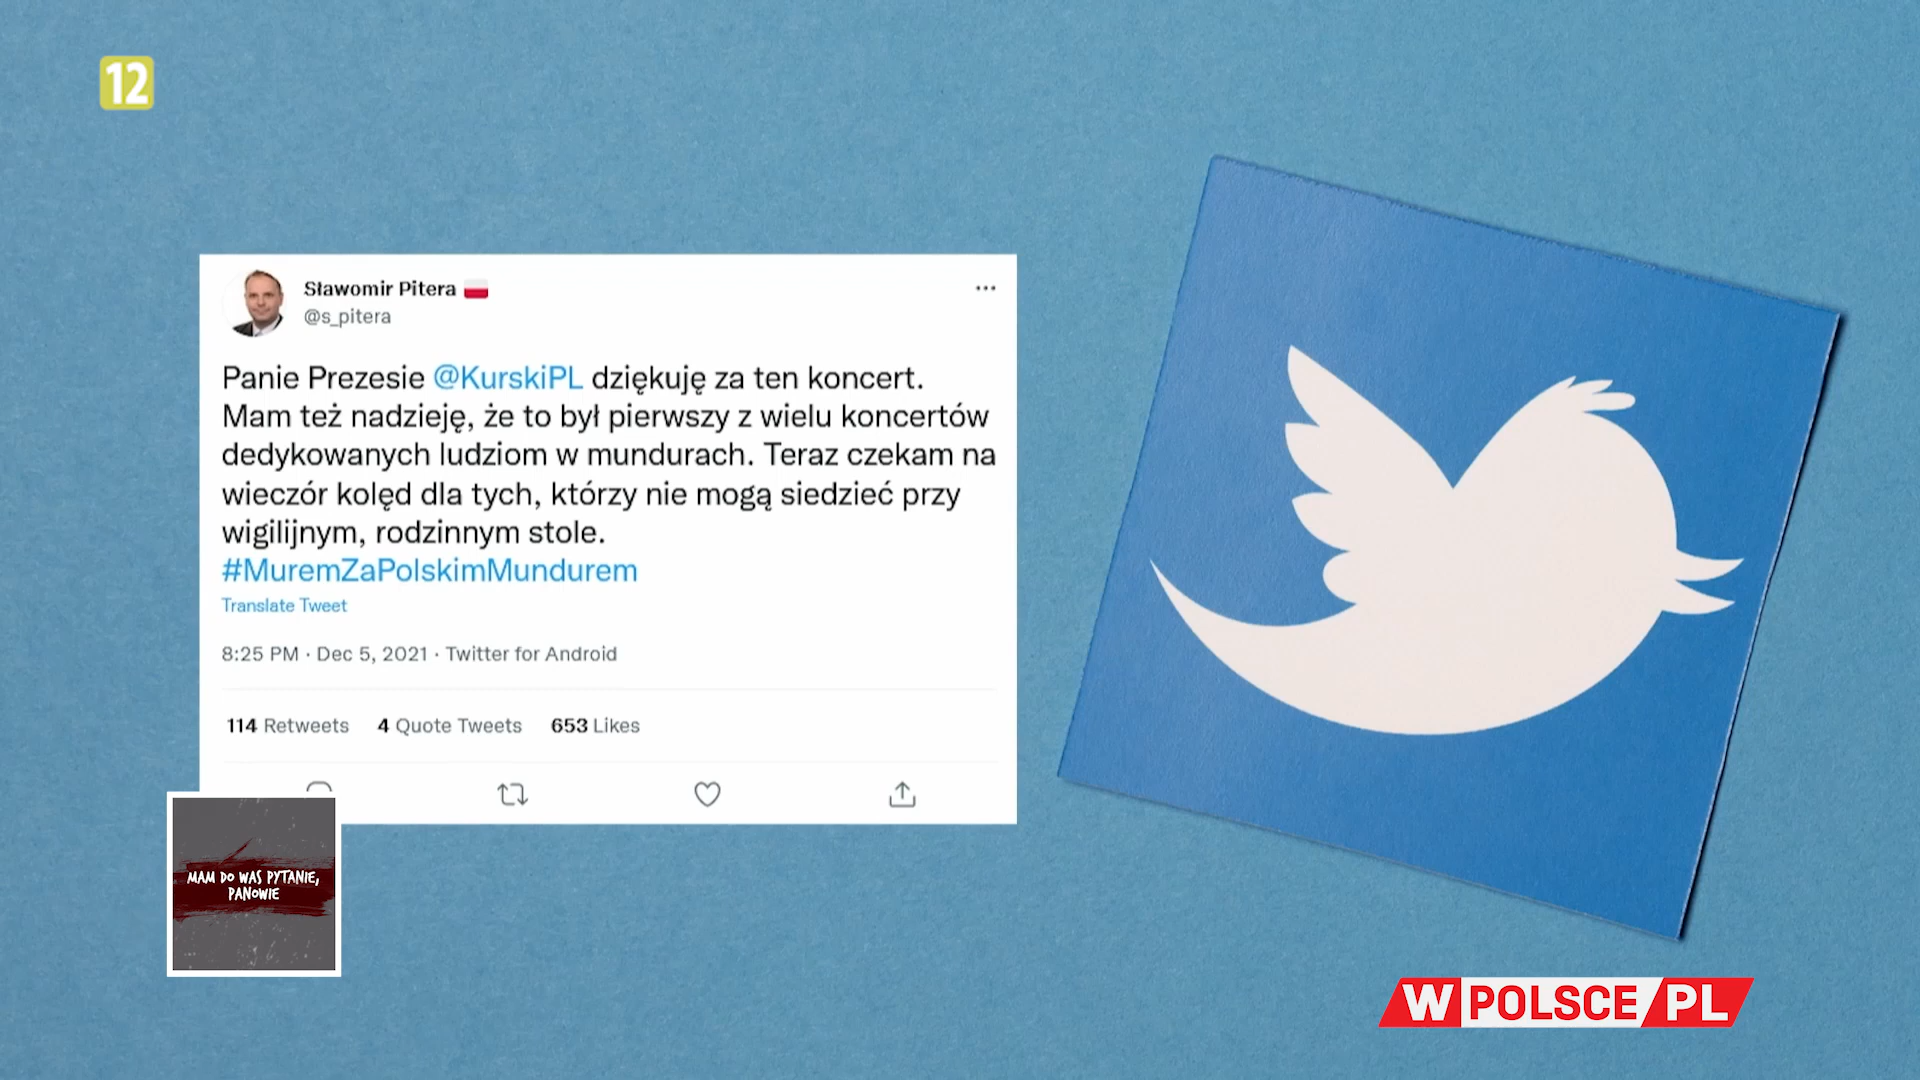 12
Sławomir Pitera
@s_pitera
Panie Prezesie @KurskiPL dziękuję za ten koncert.
Mam też nadzieję, że to był pierwszy z wielu koncertów
dedykowanych ludziom w mundurach. Teraz czekam na
wieczór kolęd dla tych, którzy nie mogą siedzieć przy
wigilijnym, rodzinnym stole.
#MuremZaPolskimMundurem
Translate Tweet
8:25 PM · Dec 5, 2021 · Twitter for Android
114 Retweets 4 Quote Tweets 653 Likes
MAM DO WAS PYTANIE,
PANOWIE
W POLSCE/PL